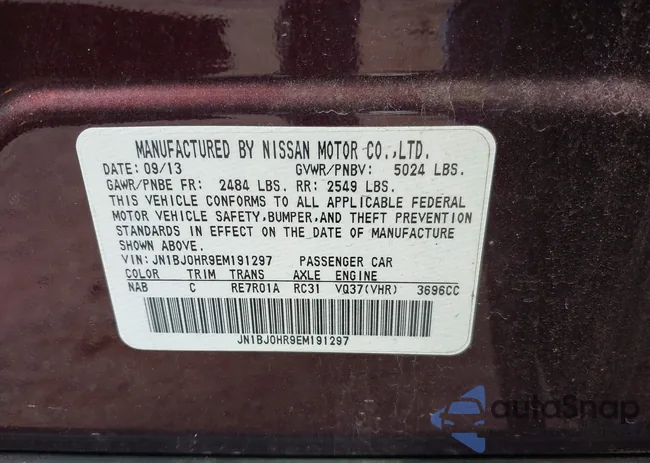 MANUFACTURED BY NISSAN MOTOR CO.,LTD.
DATE: 09/13 GVWR/PNBV: 5024 LBS.
GAWR/PNBE FR: 2484 LBS. RR: 2549 LBS.
THIS VEHICLE CONFORMS TO ALL APPLICABLE FEDERAL
MOTOR VEHICLE SAFETY,BUMPER,AND THEFT PREVENTION
STANDARDS IN EFFECT ON THE DATE OF MANUFACTURE
SHOWN ABOVE.
VIN: JN1BJ0HR9EM191297 PASSENGER CAR
COLOR TRIM TRANS AXLE ENGINE
NAB C RE7R01A RC31 VQ37(VHR) 3696CC
JN1BJ0HR9EM191297
autoSnap